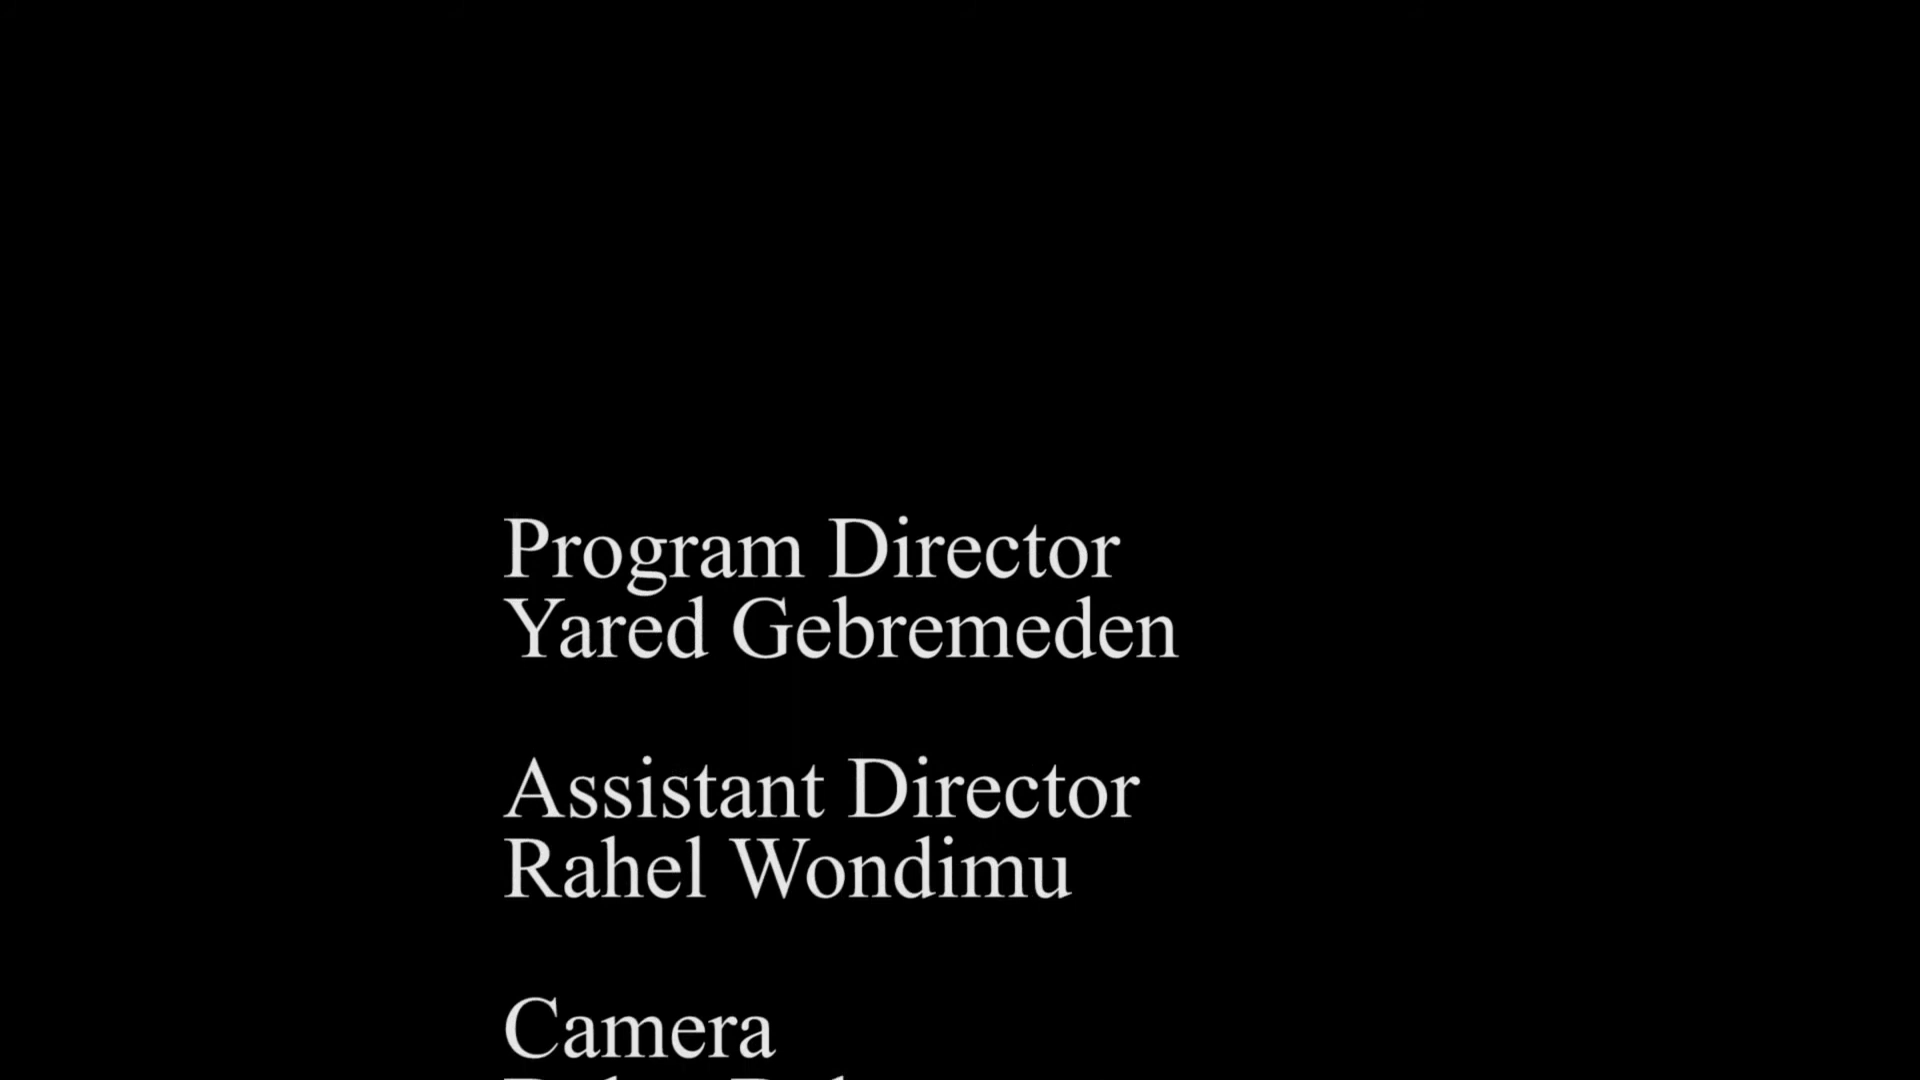 Program Director
Yared Gebremeden
Assistant Director
Rahel Wondimu
Camera